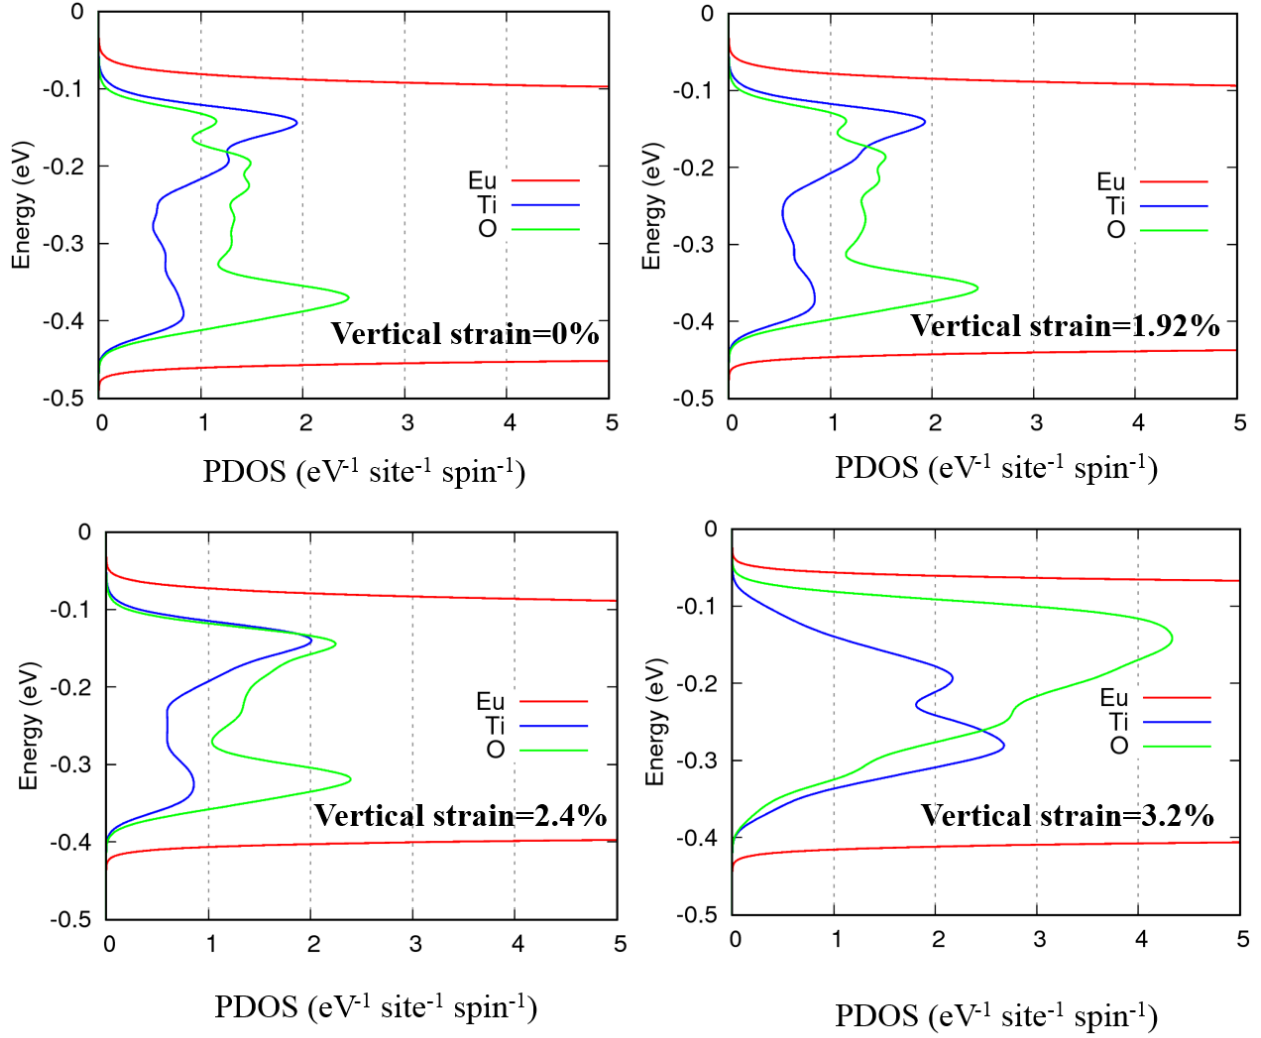 0
-0.1
-0.2
-0.3
-0.4
-0.5
Energy (eV)
Eu
Ti
O
Vertical strain=0%
0 1 2 3 4 5
PDOS (eV-1 site-1 spin-1)
0
-0.1
-0.2
-0.3
-0.4
-0.5
Energy (eV)
Eu
Ti
O
Vertical strain=1.92%
0 1 2 3 4 5
PDOS (eV-1 site-1 spin-1)
0
-0.1
-0.2
-0.3
-0.4
-0.5
Energy (eV)
Eu
Ti
O
Vertical strain=2.4%
0 1 2 3 4 5
PDOS (eV-1 site-1 spin-1)
0
-0.1
-0.2
-0.3
-0.4
-0.5
Energy (eV)
Eu
Ti
O
Vertical strain=3.2%
0 1 2 3 4 5
PDOS (eV-1 site-1 spin-1)